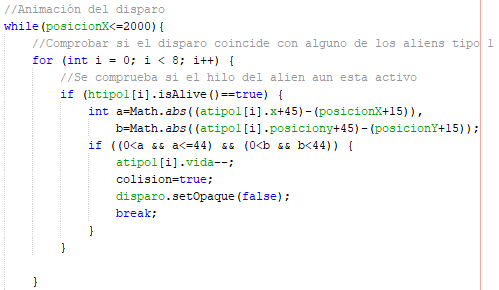 //Animación del disparo
while(posicionX<=2000){
//Comprobar si el disparo coincide con alguno de los aliens tipo 1
for (int i = 0; i < 8; i++) {
//Se comprueba si el hilo del alien aun esta activo
if (htipo1[i].isAlive()==true) {
int a=Math.abs((atipo1[i].x+45)-(posicionX+15)),
b=Math.abs((atipo1[i].posiciony+45)-(posicionY+15));
if ((0<a && a<=44) && (0<b && b<44)) {
atipo1[i].vida--;
colision=true;
disparo.setOpaque(false);
break;
}
}
}